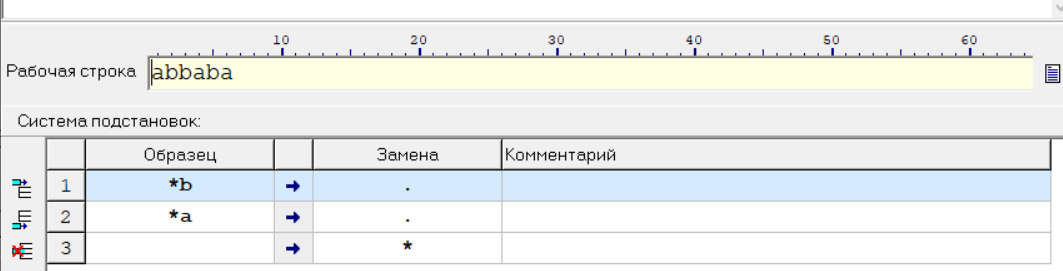 10 20 30 40 50 60
Рабочая строка abbaba
Система подстановок:
Образец Замена Комментарий
1 *b → .
2 *a → .
3 → *